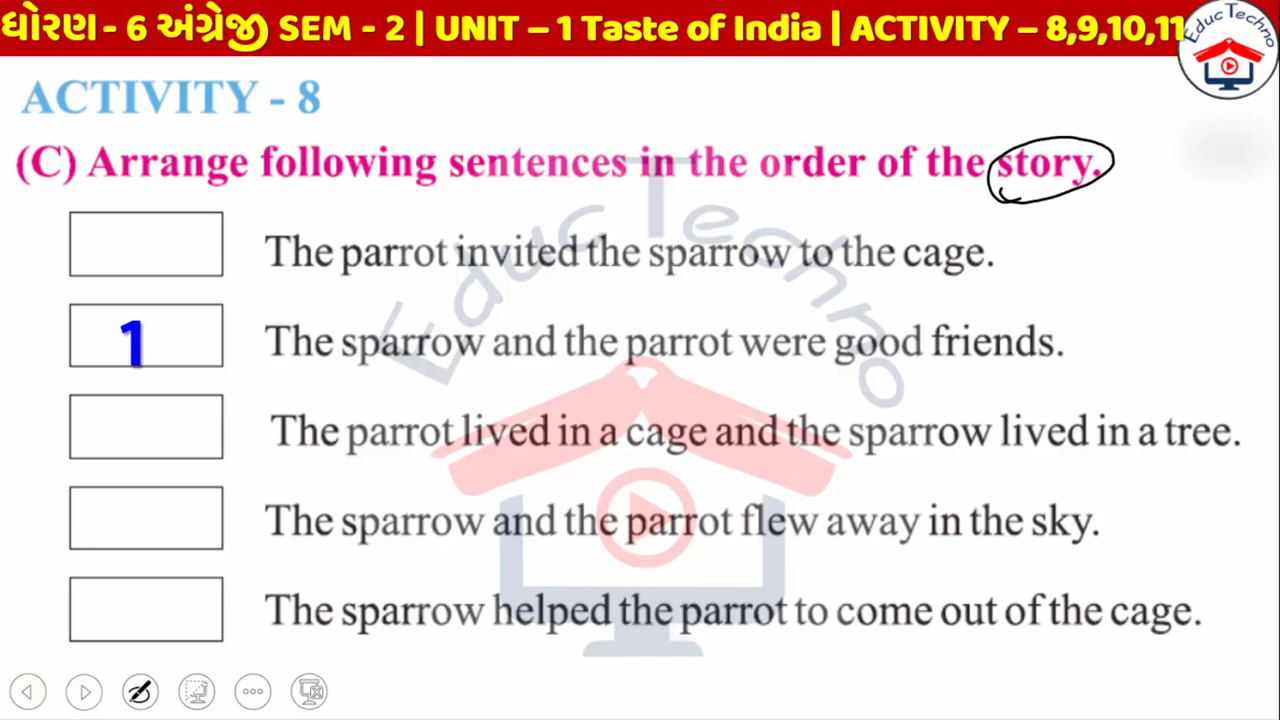 ધોરણ - 6 અંગ્રેજી SEM - 2 | UNIT – 1 Taste of India | ACTIVITY – 8,9,10,11
Educ Techno
ACTIVITY - 8
(C) Arrange following sentences in the order of the story.
The parrot invited the sparrow to the cage.
1 The sparrow and the parrot were good friends.
The parrot lived in a cage and the sparrow lived in a tree.
The sparrow and the parrot flew away in the sky.
The sparrow helped the parrot to come out of the cage.
Educ Techno